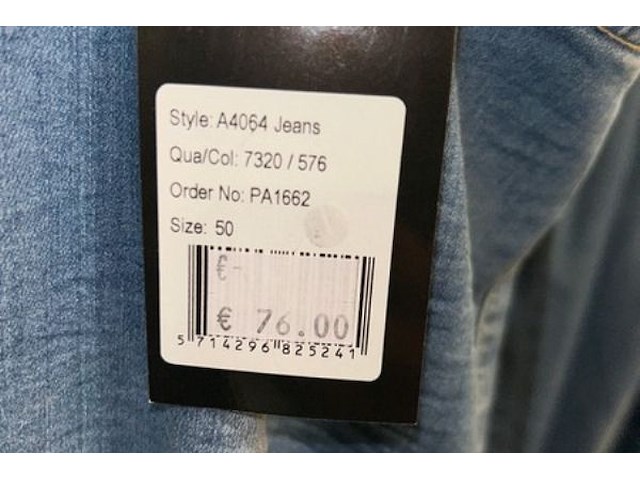 Style: A4064 Jeans
Qua/Col: 7320 / 576
Order No: PA1662
Size: 50
€-
€ 76.00
5 714296 825241